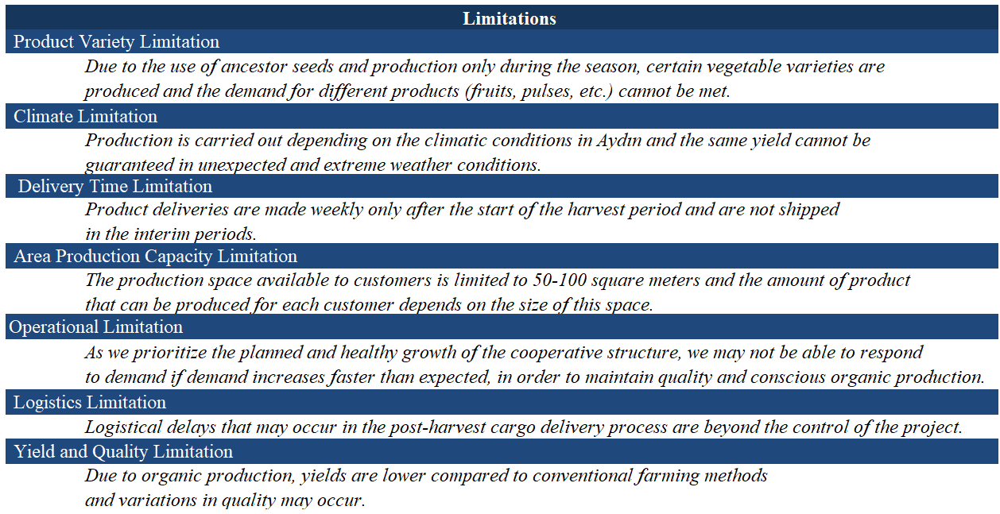 Limitations
Product Variety Limitation
Due to the use of ancestor seeds and production only during the season, certain vegetable varieties are
produced and the demand for different products (fruits, pulses, etc.) cannot be met.
Climate Limitation
Production is carried out depending on the climatic conditions in Aydın and the same yield cannot be
guaranteed in unexpected and extreme weather conditions.
Delivery Time Limitation
Product deliveries are made weekly only after the start of the harvest period and are not shipped
in the interim periods.
Area Production Capacity Limitation
The production space available to customers is limited to 50-100 square meters and the amount of product
that can be produced for each customer depends on the size of this space.
Operational Limitation
As we prioritize the planned and healthy growth of the cooperative structure, we may not be able to respond
to demand if demand increases faster than expected, in order to maintain quality and conscious organic production.
Logistics Limitation
Logistical delays that may occur in the post-harvest cargo delivery process are beyond the control of the project.
Yield and Quality Limitation
Due to organic production, yields are lower compared to conventional farming methods
and variations in quality may occur.